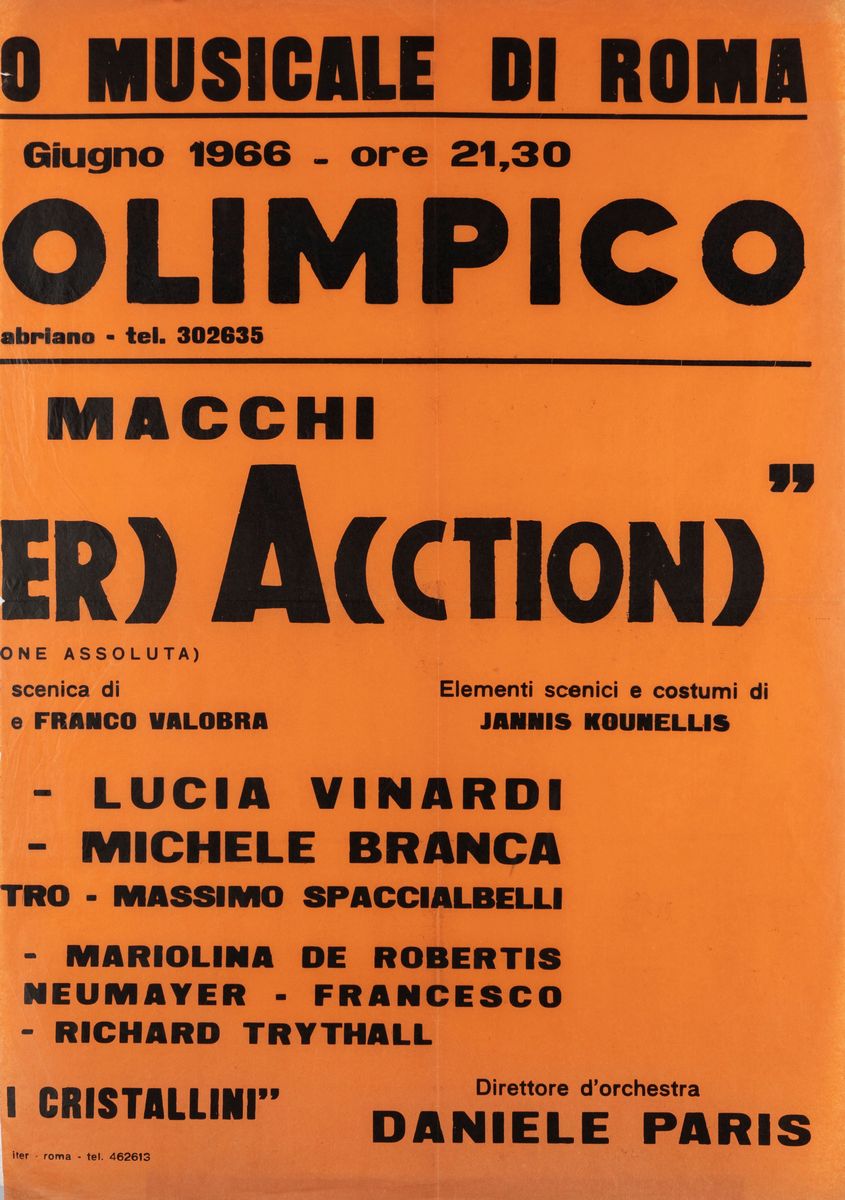 O MUSICALE DI ROMA
Giugno 1966 - ore 21,30
OLIMPICO
abriano - tel. 302635
MACCHI
ER) A(CTION)”
ONE ASSOLUTA)
scenica di
e FRANCO VALOBRA
Elementi scenici e costumi di
JANNIS KOUNELLIS
- LUCIA VINARDI
- MICHELE BRANCA
TRO - MASSIMO SPACCIALBELLI
- MARIOLINA DE ROBERTIS
NEUMAYER - FRANCESCO
- RICHARD TRYTHALL
I CRISTALLINI”
Direttore d'orchestra
DANIELE PARIS
iter - roma - tel. 462613